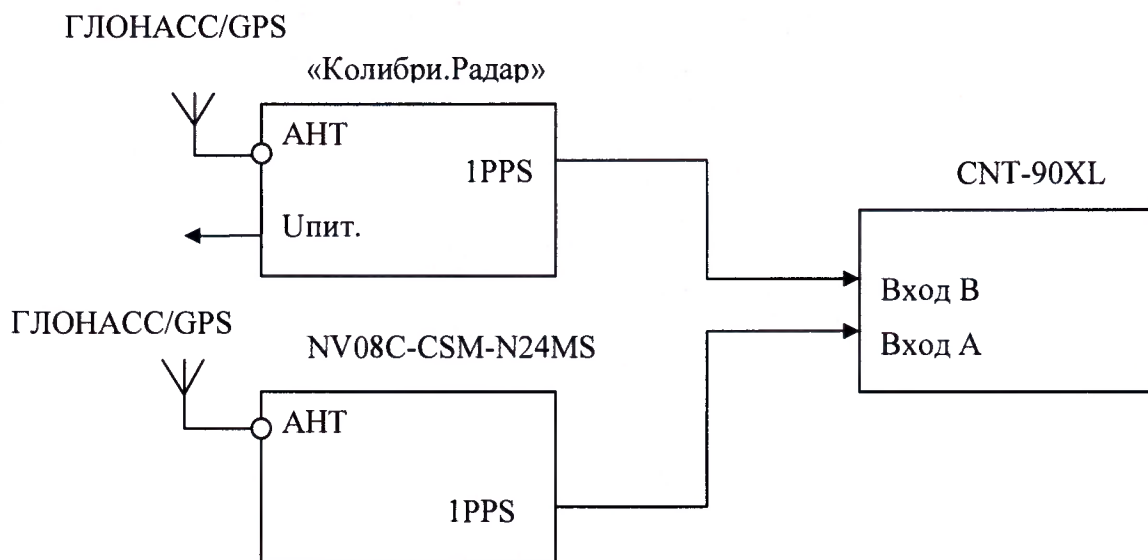 ГЛОНАСС/GPS
«Колибри.Радар»
АНТ
1PPS
CNT-90XL
Uпит.
Вход В
ГЛОНАСС/GPS
Вход А
NV08C-CSM-N24MS
АНТ
1PPS